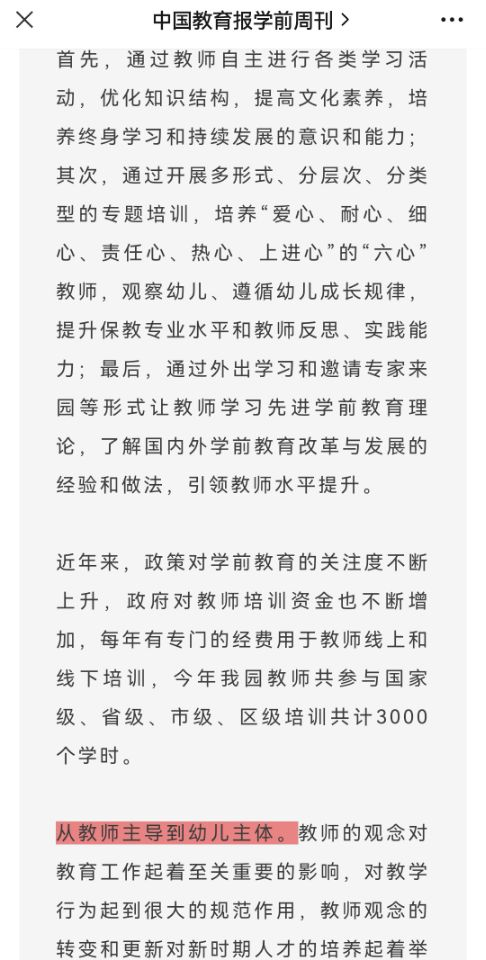 中国教育报学前周刊
首先，通过教师自主进行各类学习活
动，优化知识结构，提高文化素养，培
养终身学习和持续发展的意识和能力；
其次，通过开展多形式、分层次、分类
型的专题培训，培养“爱心、耐心、细
心、责任心、热心、上进心”的“六心”
教师，观察幼儿、遵循幼儿成长规律，
提升保教专业水平和教师反思、实践能
力；最后，通过外出学习和邀请专家来
园等形式让教师学习先进学前教育理
论，了解国内外学前教育改革与发展的
经验和做法，引领教师水平提升。
近年来，政策对学前教育的关注度不断
上升，政府对教师培训资金也不断增
加，每年有专门的经费用于教师线上和
线下培训，今年我园教师共参与国家
级、省级、市级、区级培训共计3000
个学时。
从教师主导到幼儿主体。教师的观念对
教育工作起着至关重要的影响，对教学
行为起到很大的规范作用，教师观念的
转变和更新对新时期人才的培养起着举